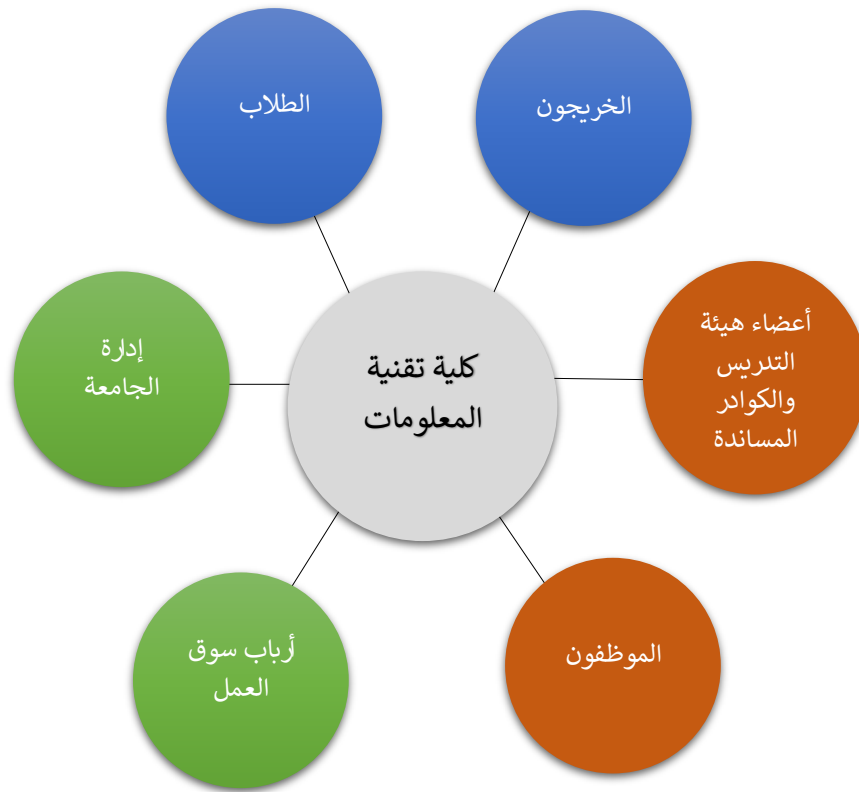 الخريجون
الطلاب
أعضاء هيئة
التدريس
والكوادر
المساندة
كلية تقنية
المعلومات
إدارة
الجامعة
الموظفون
أرباب سوق
العمل